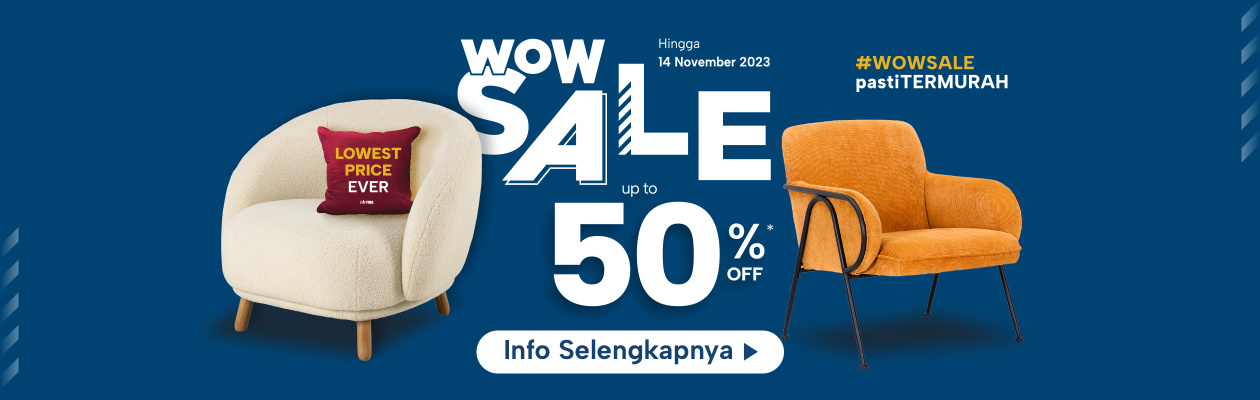 WOW
SALE
Hingga
14 November 2023
up to
50%*
OFF
Info Selengkapnya
#WOWSALE
pastiTERMURAH
LOWEST
PRICE
EVER